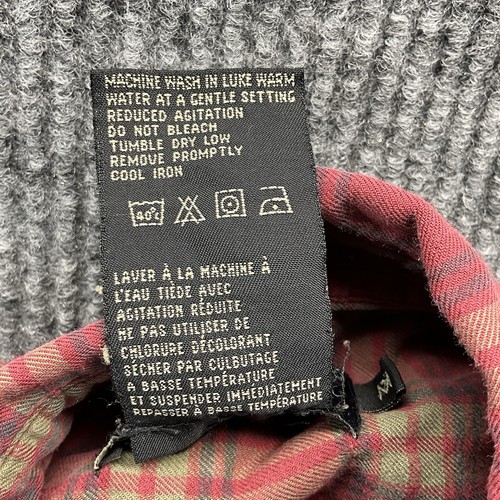 MACHINE WASH IN LUKE WARM
WATER AT A GENTLE SETTING
REDUCED AGITATION
DO NOT BLEACH
TUMBLE DRY LOW
REMOVE PROMPTLY
COOL IRON
40°C
LAVER À LA MACHINE À
L'EAU TIÈDE AVEC
AGITATION RÉDUITE
NE PAS UTILISER DE
CHLORURE DÉCOLORANT
SÉCHER PAR CULBUTAGE
A BASSE TEMPÉRATURE
ET SUSPENDRE IMMÉDIATEMENT
REPASSER À BASSE TEMPÉRATURE